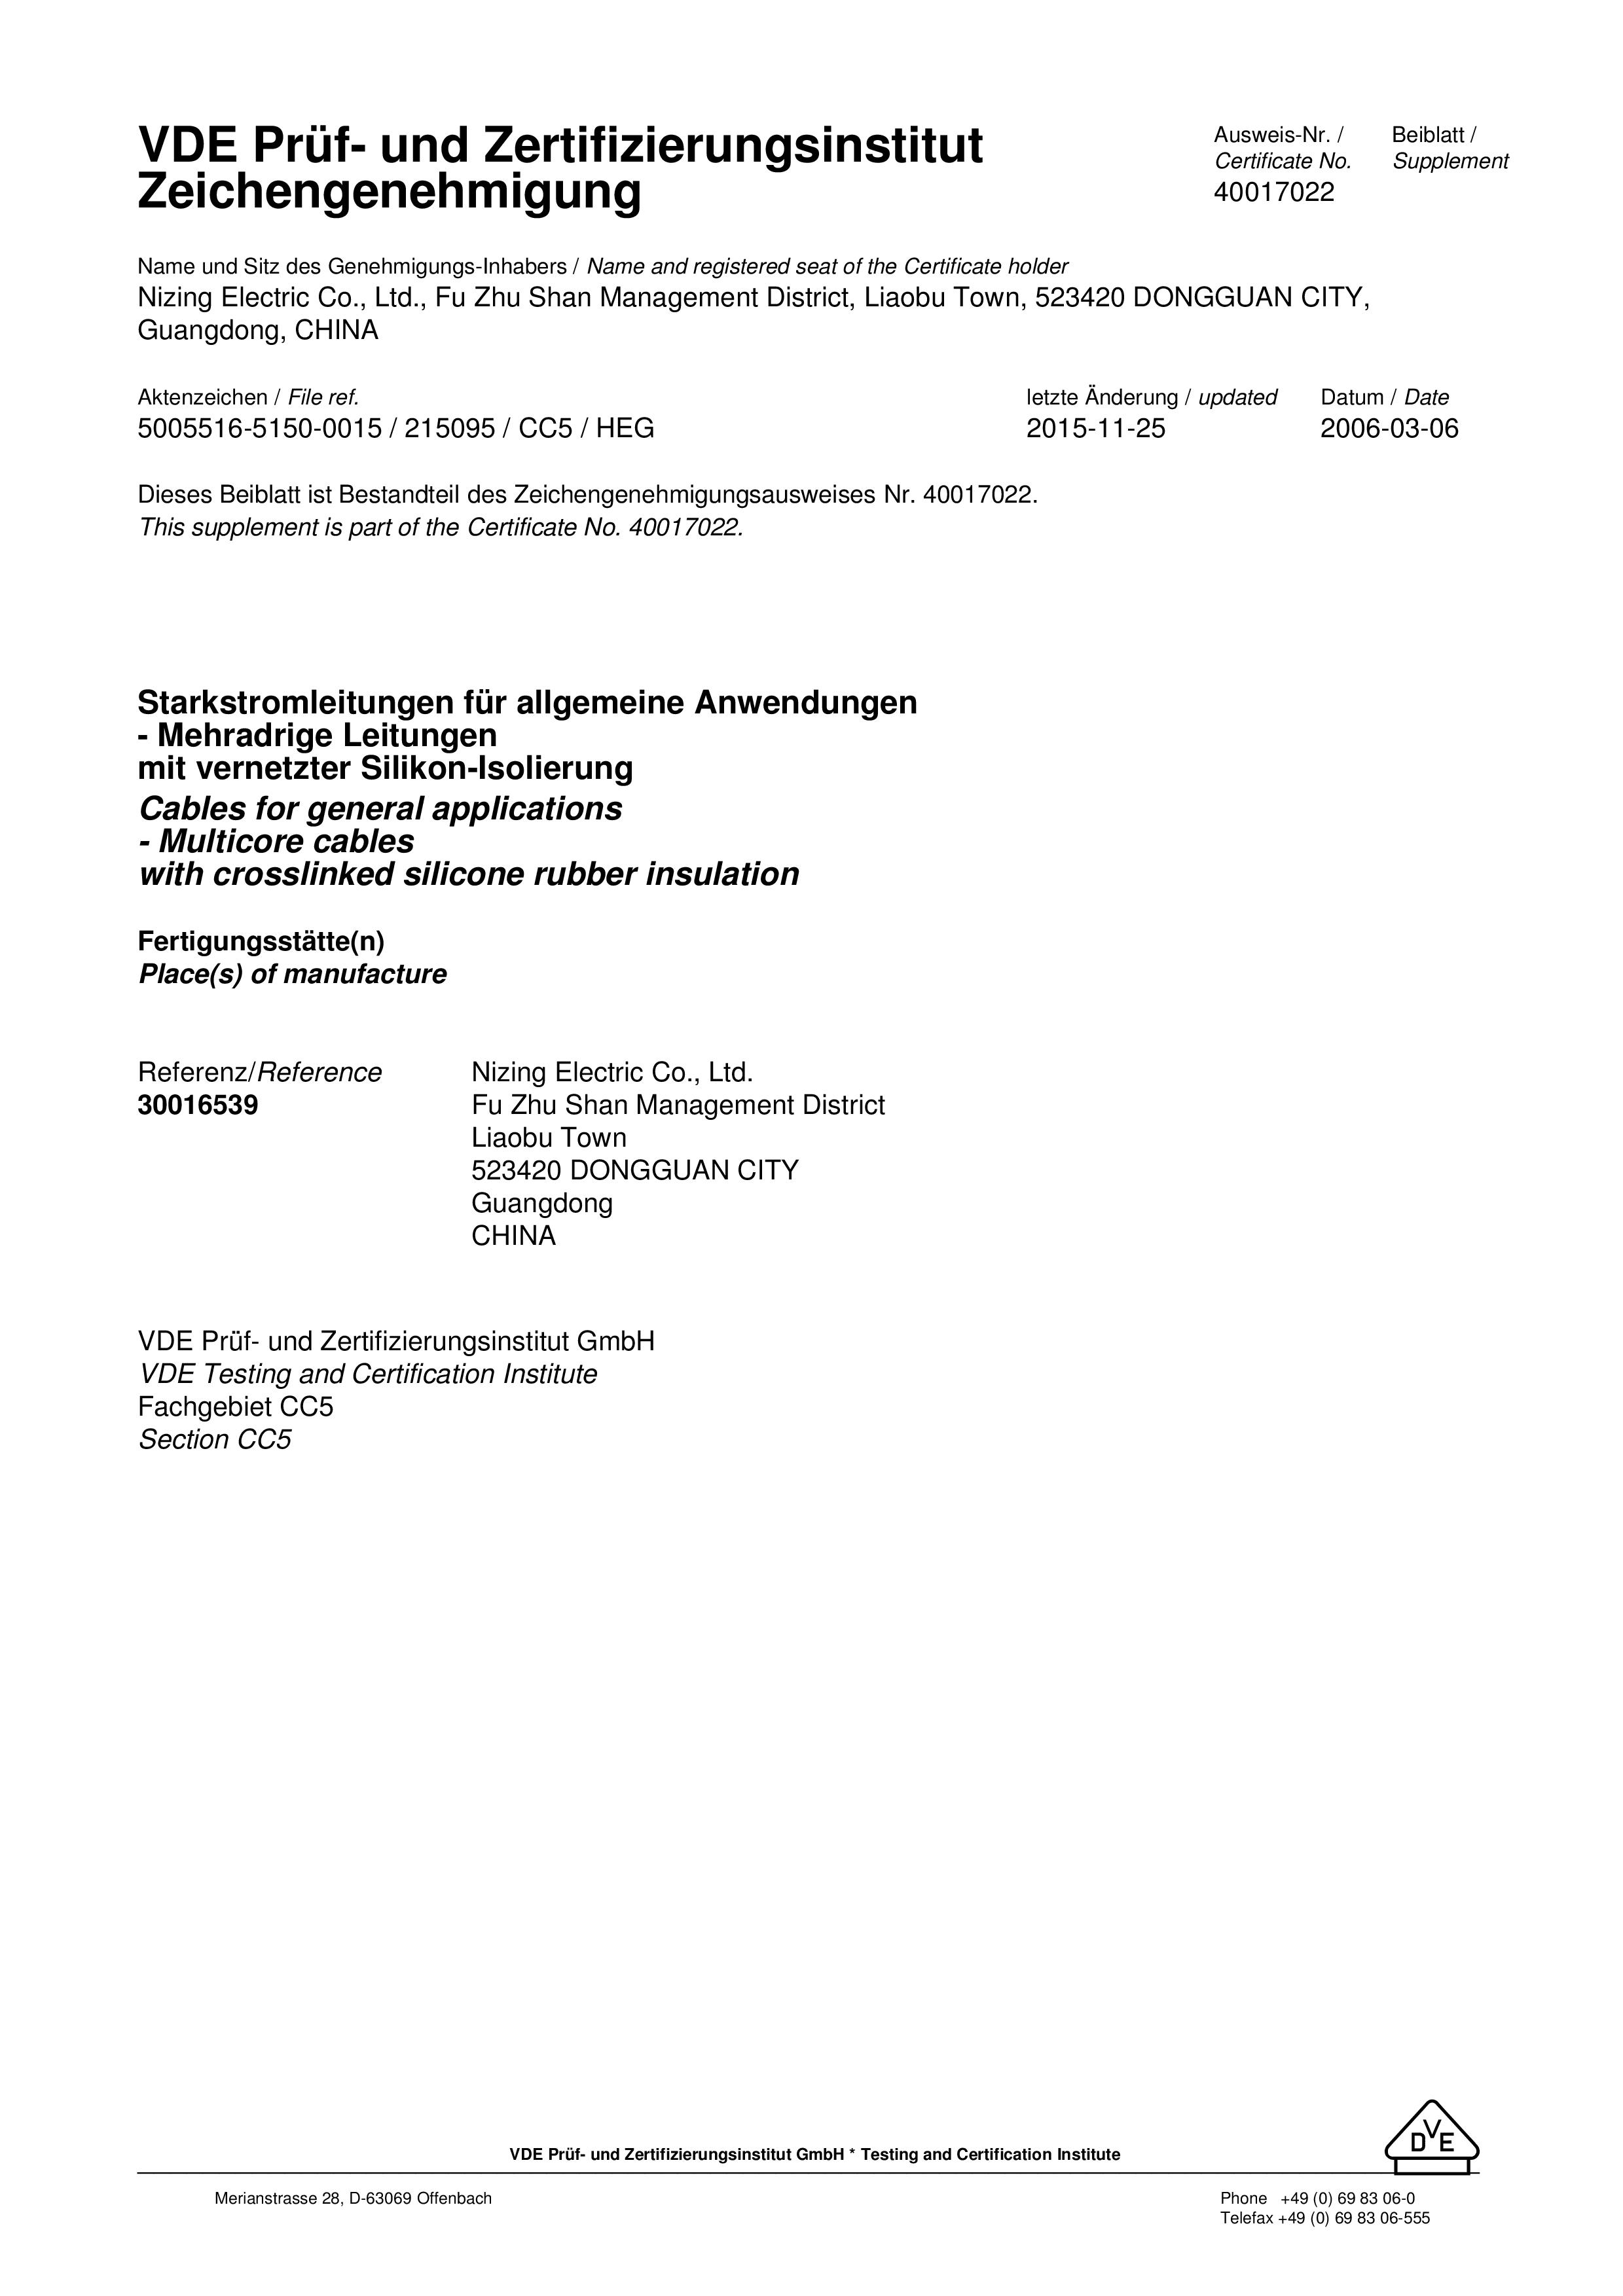 VDE Prüf- und Zertifizierungsinstitut
Zeichengenehmigung
Ausweis-Nr. / Beiblatt /
Certificate No. Supplement
40017022
Name und Sitz des Genehmigungs-Inhabers / Name and registered seat of the Certificate holder
Nizing Electric Co., Ltd., Fu Zhu Shan Management District, Liaobu Town, 523420 DONGGUAN CITY,
Guangdong, CHINA
Aktenzeichen / File ref. letzte Änderung / updated Datum / Date
5005516-5150-0015 / 215095 / CC5 / HEG 2015-11-25 2006-03-06
Dieses Beiblatt ist Bestandteil des Zeichengenehmigungsausweises Nr. 40017022.
This supplement is part of the Certificate No. 40017022.
Starkstromleitungen für allgemeine Anwendungen
- Mehradrige Leitungen
mit vernetzter Silikon-Isolierung
Cables for general applications
- Multicore cables
with crosslinked silicone rubber insulation
Fertigungsstätte(n)
Place(s) of manufacture
Referenz/Reference Nizing Electric Co., Ltd.
30016539 Fu Zhu Shan Management District
Liaobu Town
523420 DONGGUAN CITY
Guangdong
CHINA
VDE Prüf- und Zertifizierungsinstitut GmbH
VDE Testing and Certification Institute
Fachgebiet CC5
Section CC5
VDE Prüf- und Zertifizierungsinstitut GmbH * Testing and Certification Institute
DVE
Merianstrasse 28, D-63069 Offenbach Phone +49 (0) 69 83 06-0
Telefax +49 (0) 69 83 06-555